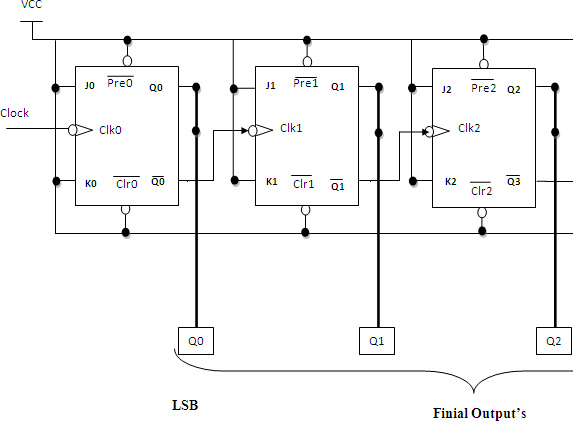 VCC
J0 Pre0 Q0
J1 Pre1 Q1
J2 Pre2 Q2
Clock
Clk0
Clk1
Clk2
K0 Clr0 Q0
K1 Clr1 Q1
K2 Clr2 Q3
Q0
Q1
Q2
LSB
Finial Output's